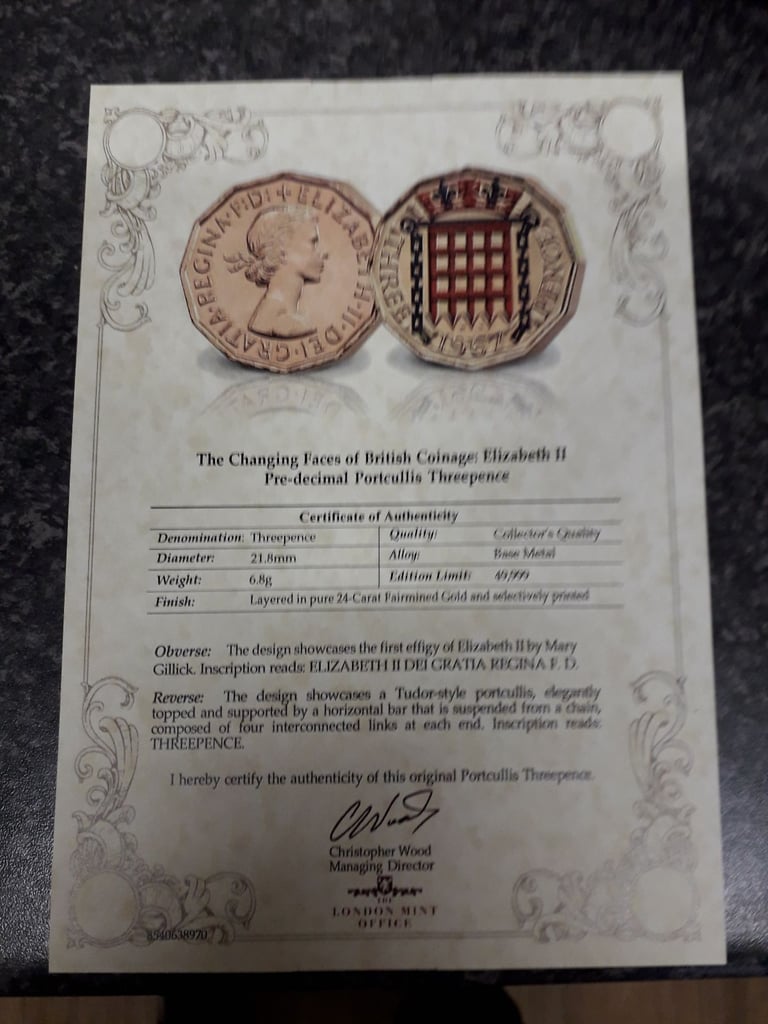 ELIZABETH·II·DEI·GRATIA·REGINA·F:D:+
THREE PENCE
1957
The Changing Faces of British Coinage: Elizabeth II
Pre-decimal Portcullis Threepence
Certificate of Authenticity
Denomination: Threepence Quality: Collector's Quality
Diameter: 21.8mm Alloy: Base Metal
Weight: 6.8g Edition Limit: 49,999
Finish: Layered in pure 24-Carat Fairmined Gold and selectively printed
Obverse: The design showcases the first effigy of Elizabeth II by Mary
Gillick. Inscription reads: ELIZABETH II DEI GRATIA REGINA F. D.
Reverse: The design showcases a Tudor-style portcullis, elegantly
topped and supported by a horizontal bar that is suspended from a chain,
composed of four interconnected links at each end. Inscription reads:
THREEPENCE.
I hereby certify the authenticity of this original Portcullis Threepence.
CWood
Christopher Wood
Managing Director
THE
LONDON MINT
OFFICE
8540638970